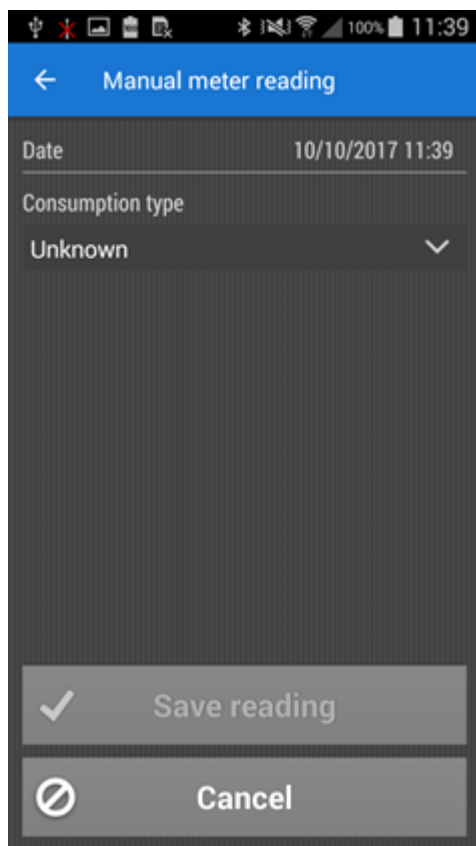 100% 11:39
Manual meter reading
Date 10/10/2017 11:39
Consumption type
Unknown
Save reading
Cancel